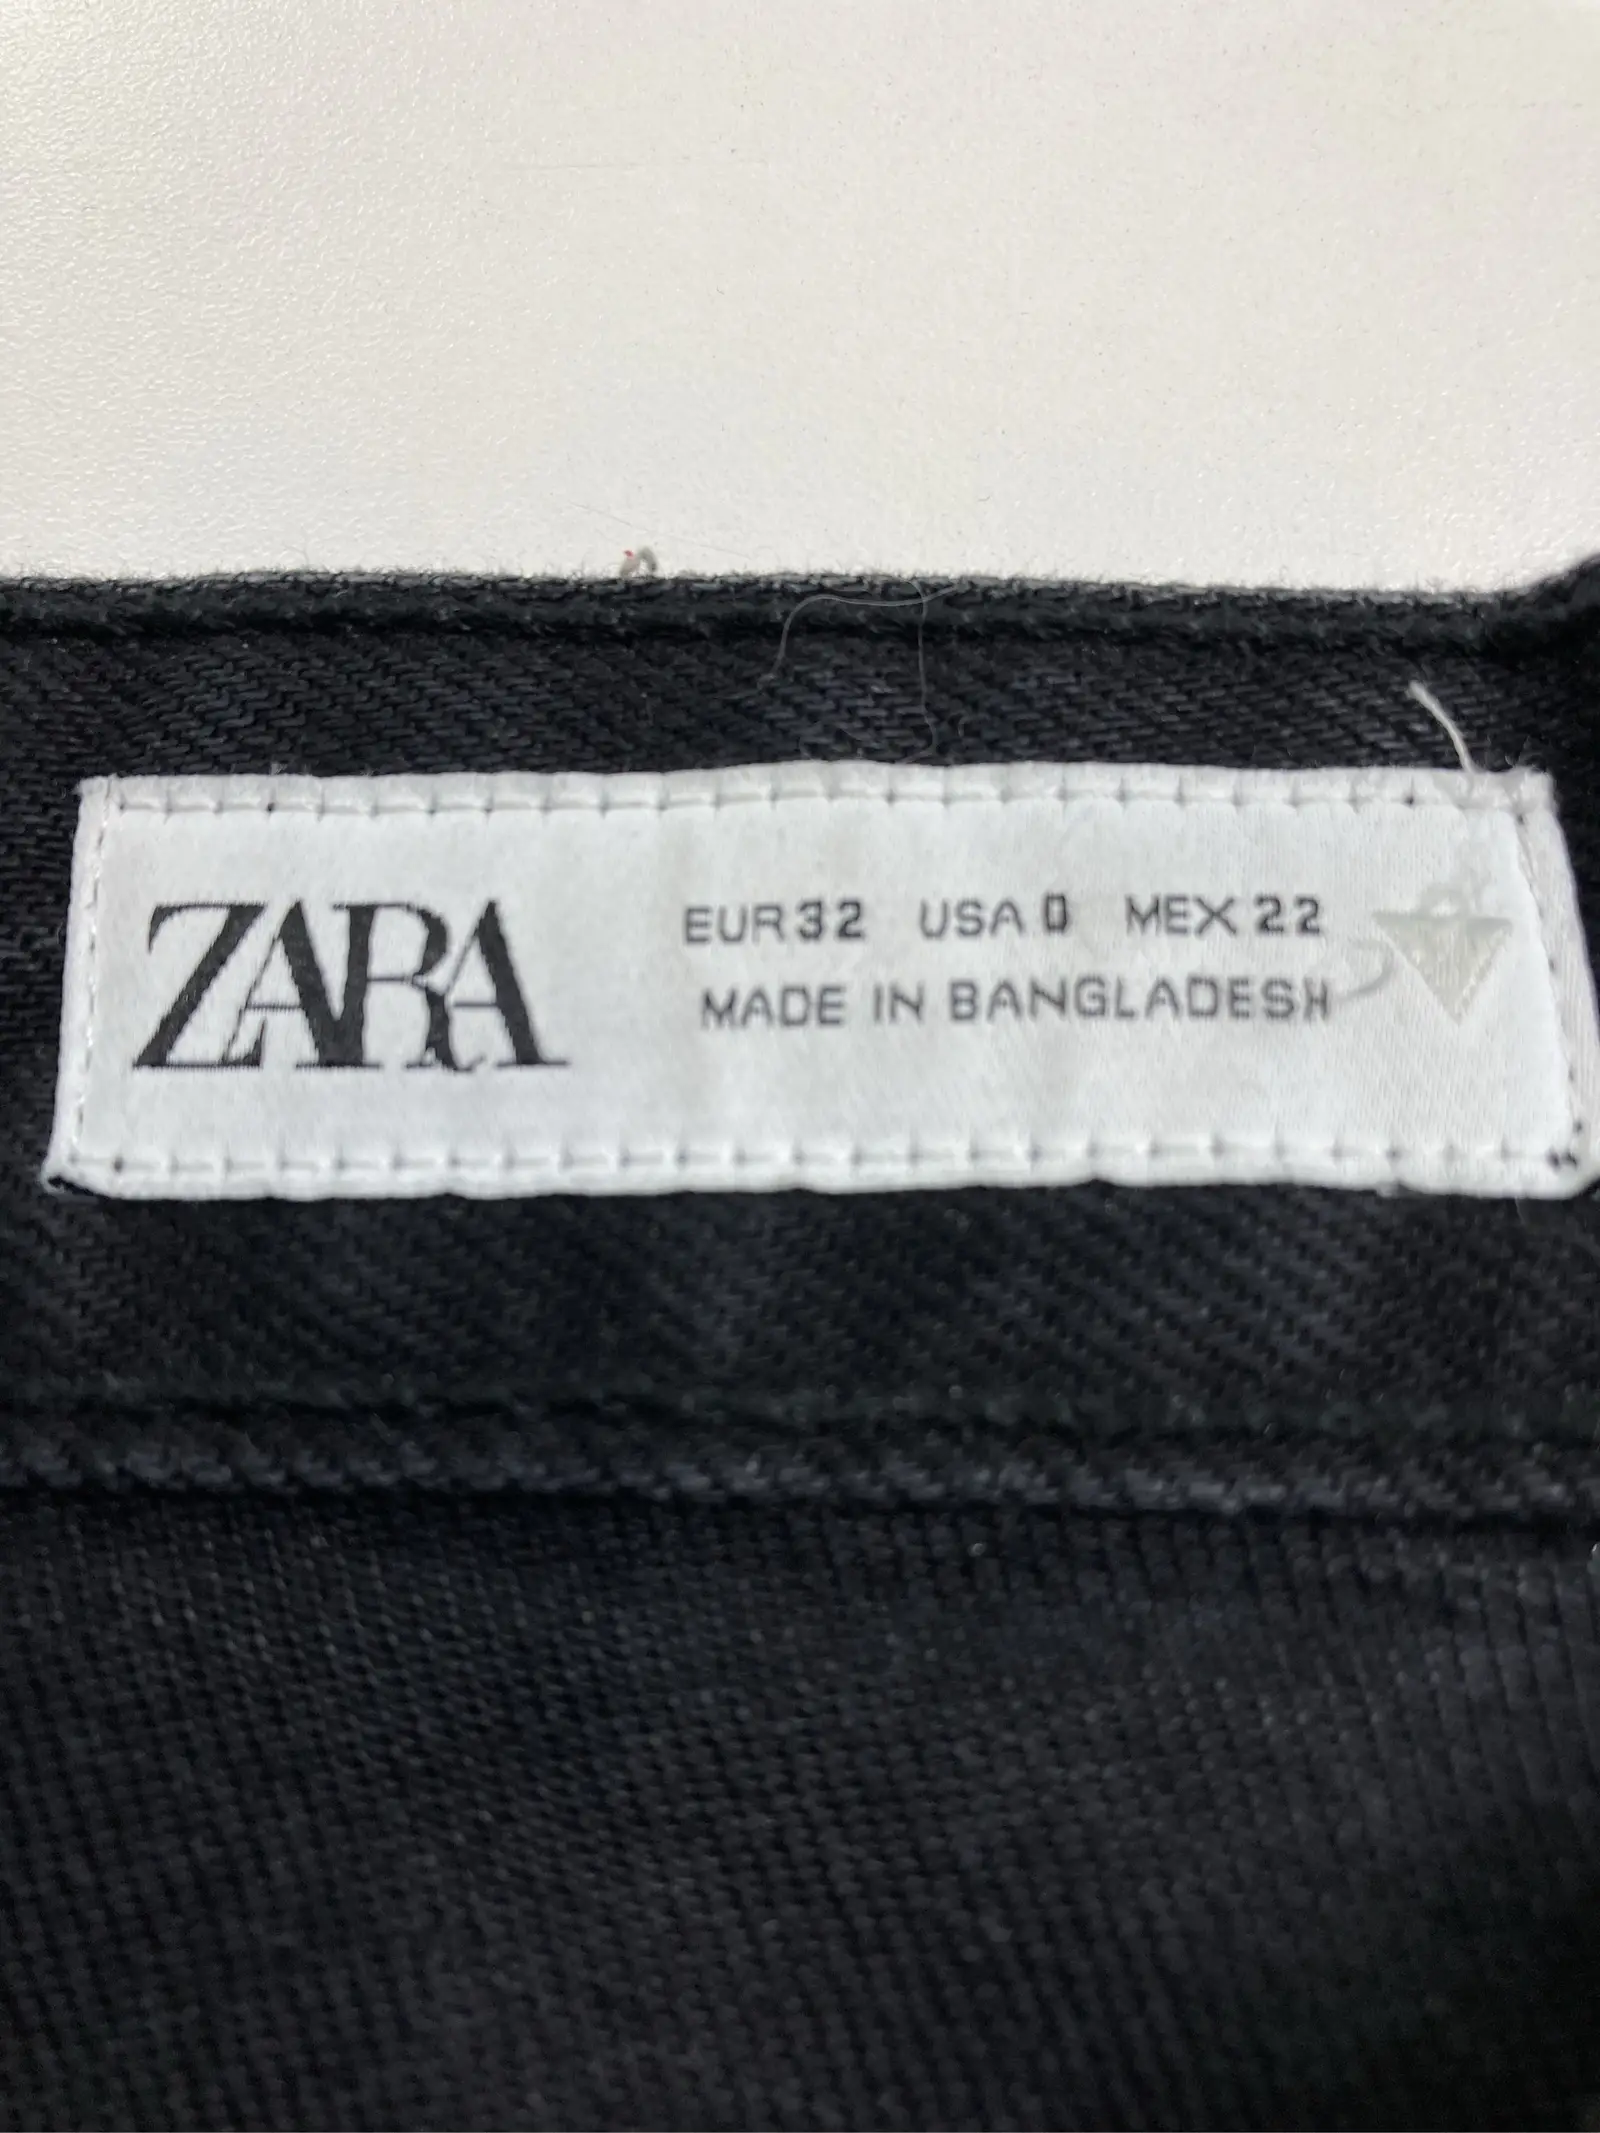 ZARA
EUR 32 USA 0 MEX 22
MADE IN BANGLADESH